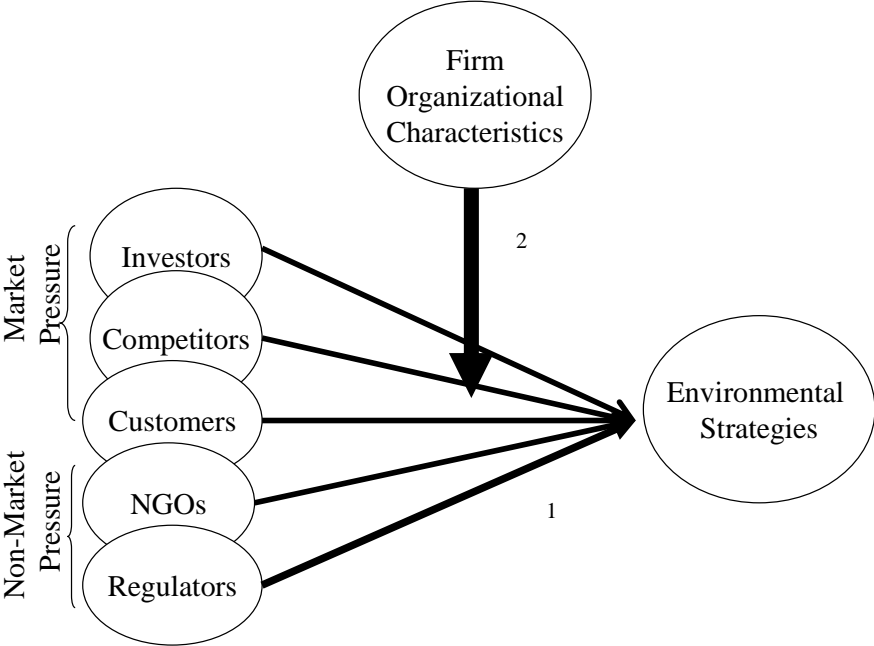 Firm
Organizational
Characteristics
2
Market
Pressure
Investors
Competitors
Customers
Non-Market
Pressure
NGOs
Regulators
1
Environmental
Strategies